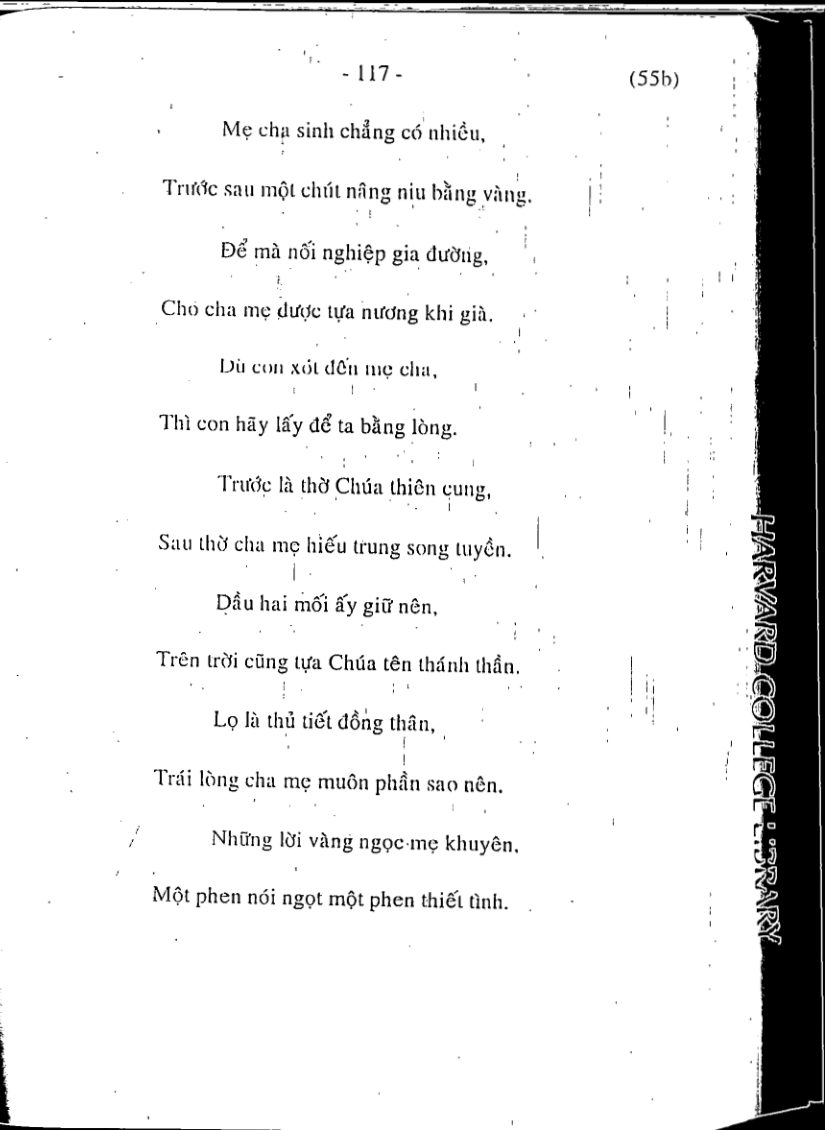 - 117 - (55b)
Mẹ cha sinh chẳng có nhiều,
Trước sau một chút nâng niu bằng vàng.
Để mà nối nghiệp gia đường,
Cho cha mẹ được tựa nương khi già.
Dù con xót đến mẹ cha,
Thì con hãy lấy để ta bằng lòng.
Trước là thờ Chúa thiên cung,
Sau thờ cha mẹ hiếu trung song tuyền.
Dầu hai mối ấy giữ nên,
Trên trời cũng tựa Chúa tên thánh thần.
Lọ là thủ tiết đồng thân,
Trái lòng cha mẹ muôn phần sao nên.
Những lời vàng ngọc mẹ khuyên,
Một phen nói ngọt một phen thiết tình.
HARVARD COLLEGE LIBRARY